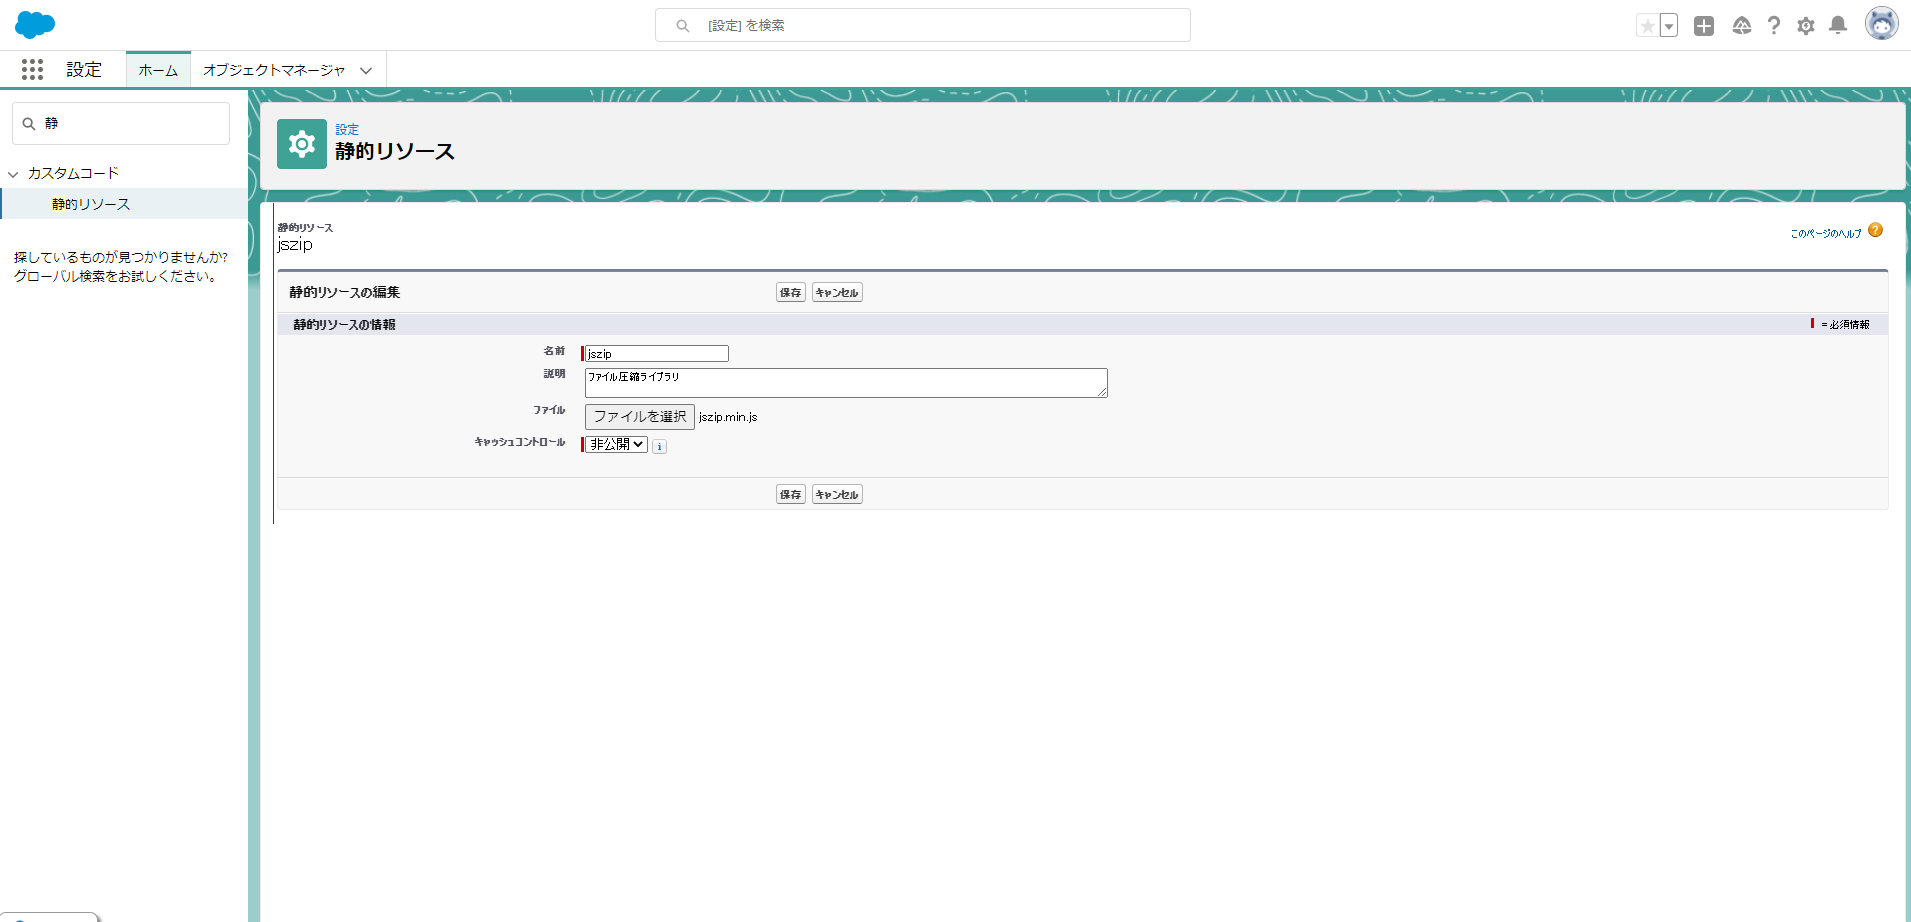 [設定] を検索
設定
ホーム
オブジェクトマネージャ
静
カスタムコード
静的リソース
探しているものが見つかりませんか?
グローバル検索をお試しください。
設定
静的リソース
静的リソース
jszip
このページのヘルプ
静的リソースの編集
保存 キャンセル
静的リソースの情報
= 必須情報
名前 jszip
説明 ファイル圧縮ライブラリ
ファイル ファイルを選択 jszip.min.js
キャッシュコントロール 非公開
保存 キャンセル